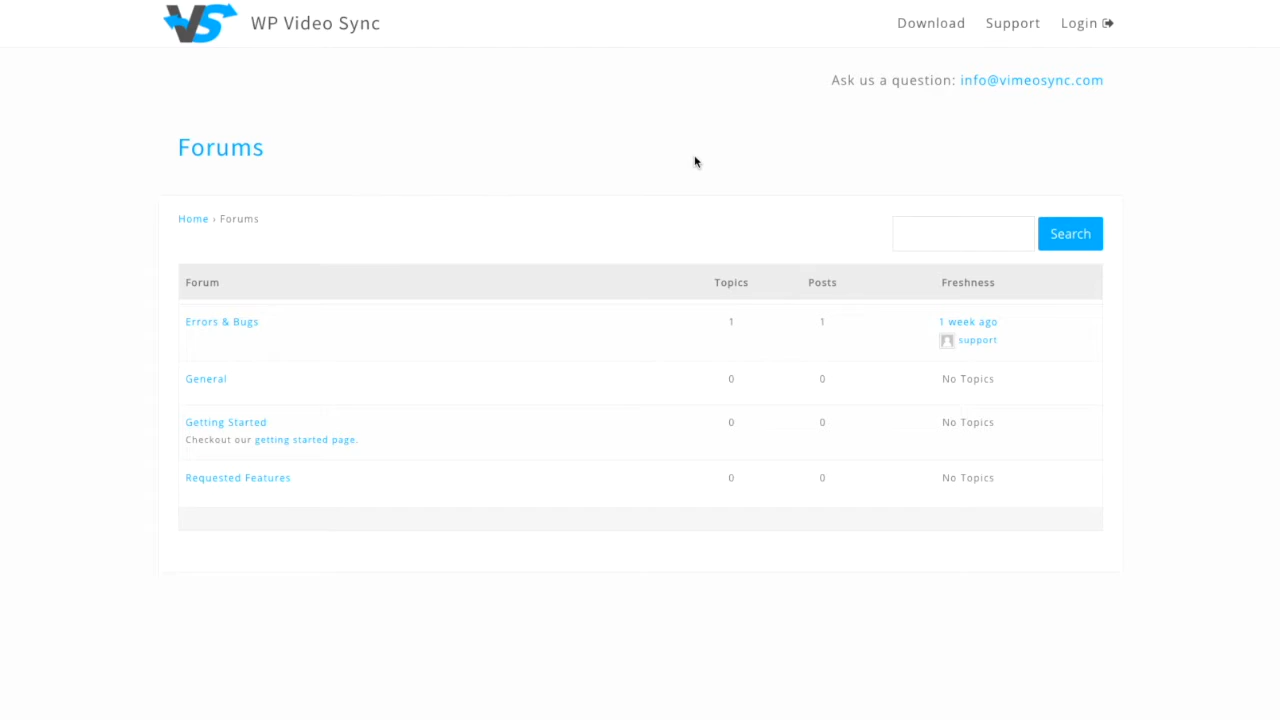 VS WP Video Sync Download Support Login
Ask us a question: info@vimeosync.com
Forums
Home › Forums
Search
Forum Topics Posts Freshness
Errors & Bugs 1 1 1 week ago
support
General 0 0 No Topics
Getting Started 0 0 No Topics
Checkout our getting started page.
Requested Features 0 0 No Topics